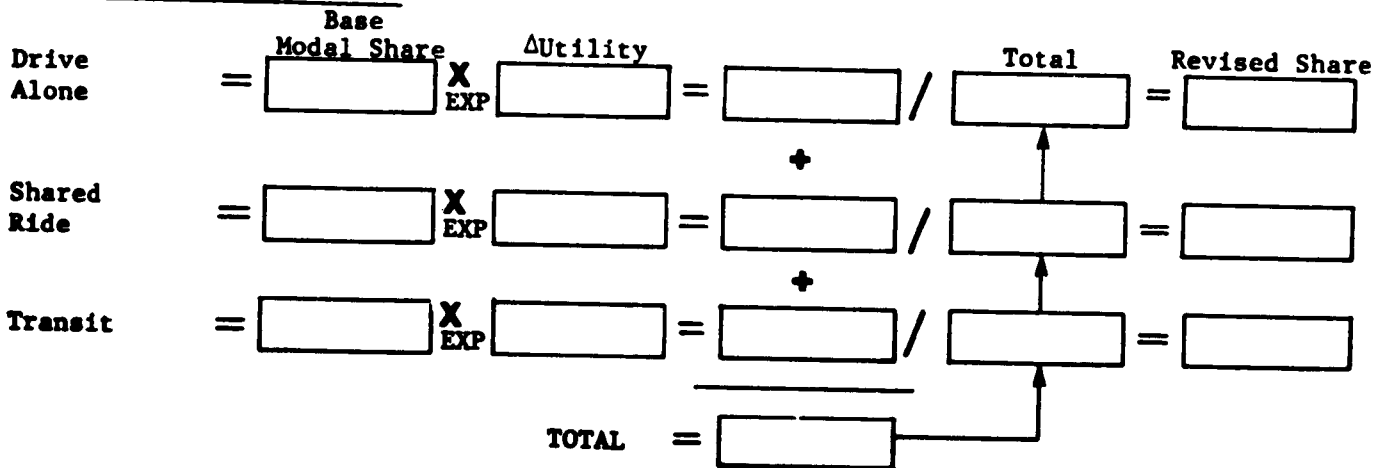 Base
Modal Share ΔUtility Total Revised Share
Drive
Alone = X EXP = / =
+
Shared
Ride = X EXP = / =
+
Transit = X EXP = / =
TOTAL =